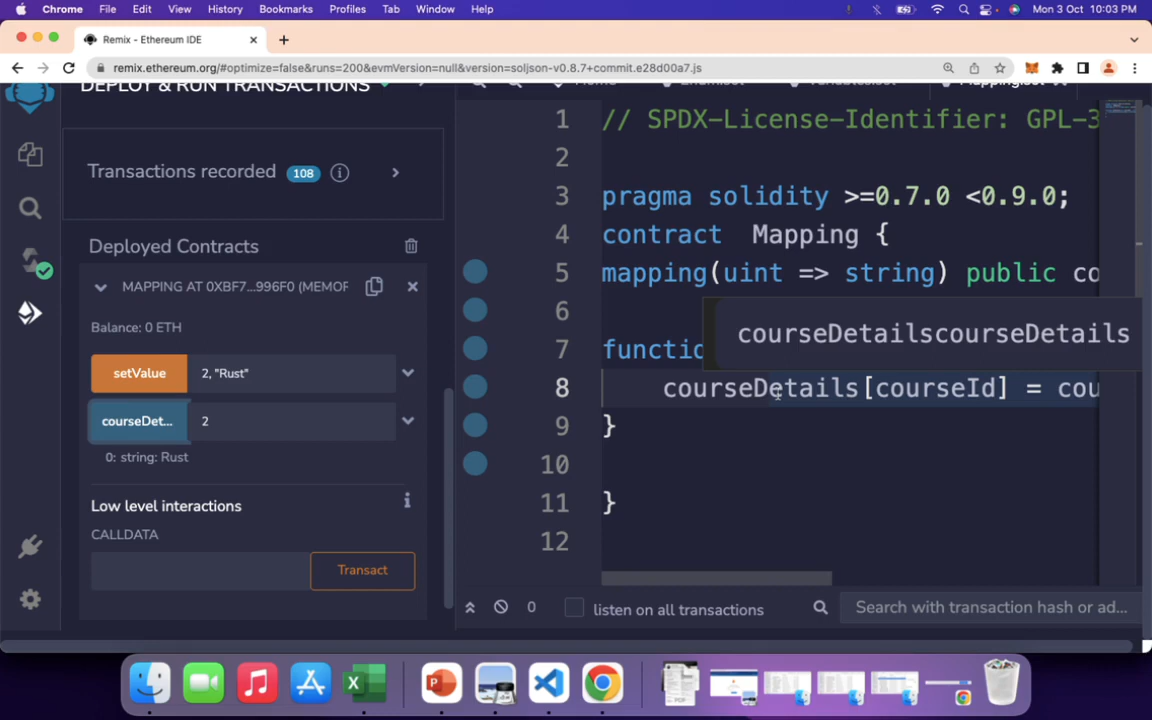 Chrome File Edit View History Bookmarks Profiles Tab Window Help Mon 3 Oct 10:03 PM
Remix - Ethereum IDE
remix.ethereum.org/#optimize=false&runs=200&evmVersion=null&version=soljson-v0.8.7+commit.e28d00a7.js
DEPLOY & RUN TRANSACTIONS
Transactions recorded 108 i
Deployed Contracts
MAPPING AT 0XBF7...996F0 (MEMOR
Balance: 0 ETH
setValue 2, "Rust"
courseDet... 2
0: string: Rust
Low level interactions i
CALLDATA
Transact
1 // SPDX-License-Identifier: GPL-3
2
3 pragma solidity >=0.7.0 <0.9.0;
4 contract Mapping {
5 mapping(uint => string) public co
6
courseDetailscourseDetails
7 functio
8 courseDetails[courseId] = cou
9 }
10
11 }
12
0 listen on all transactions Search with transaction hash or ad...